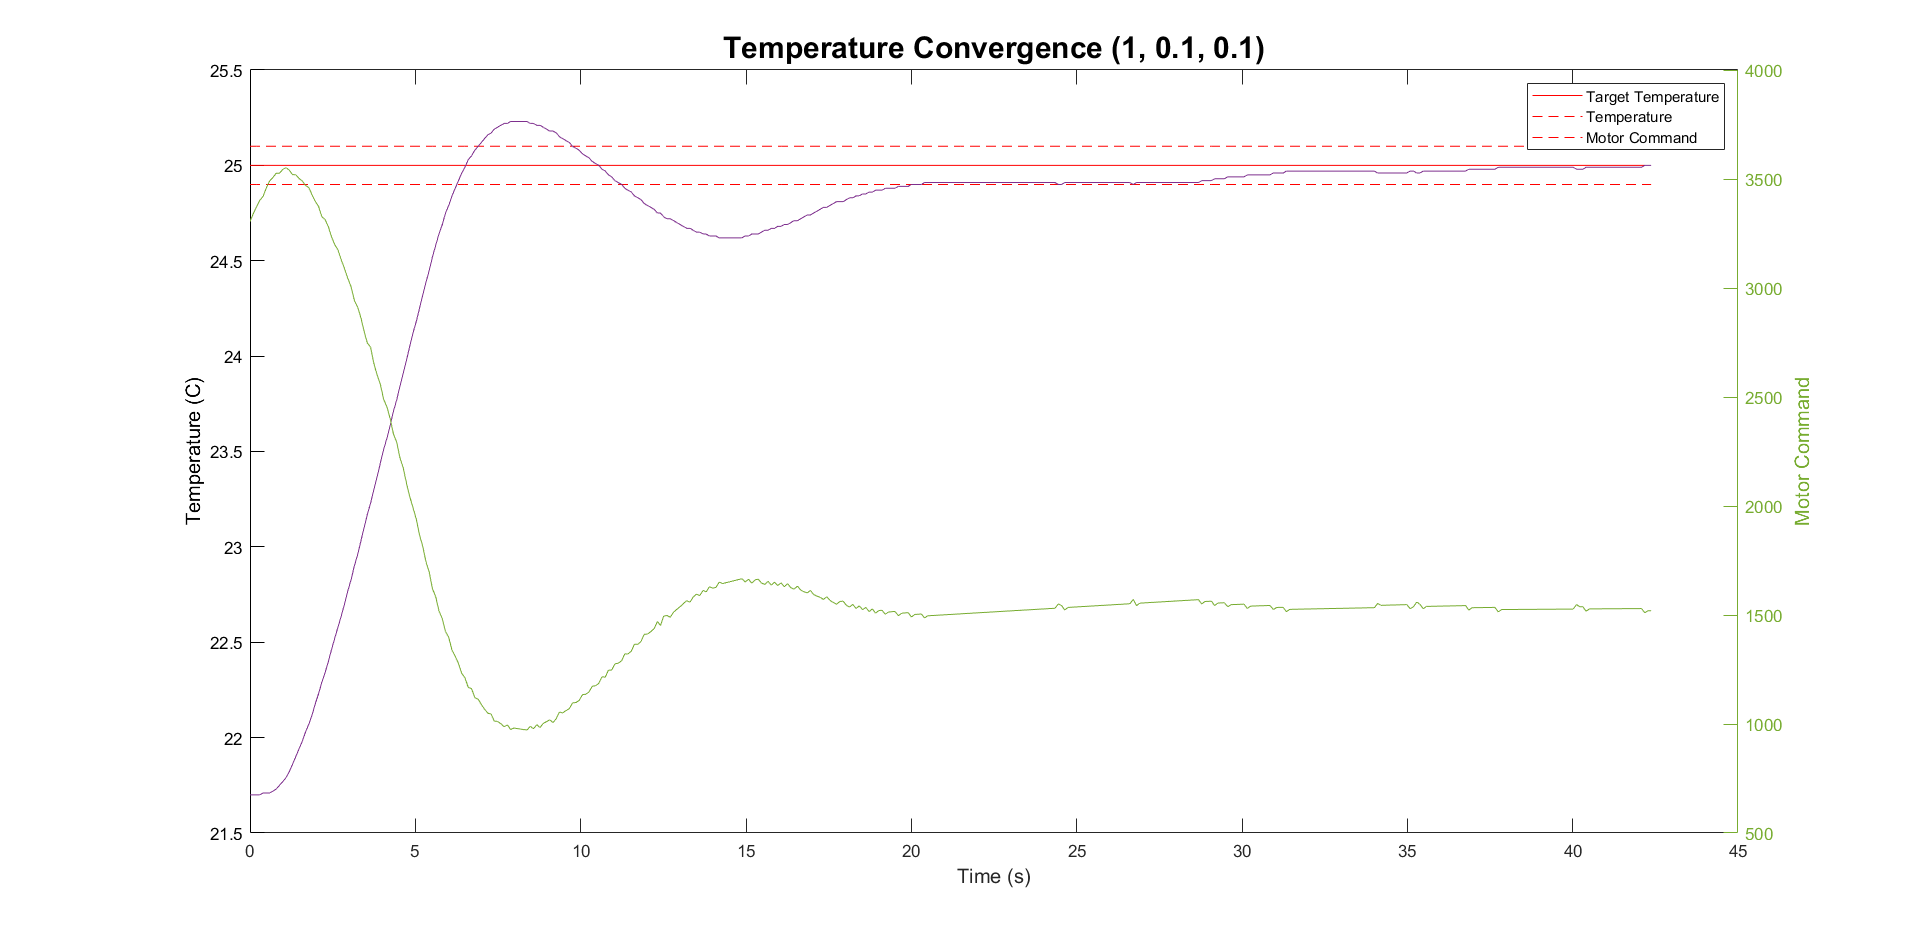 Temperature Convergence (1, 0.1, 0.1)
25.5
25
24.5
24
23.5
23
22.5
22
21.5
Temperature (C)
4000
3500
3000
2500
2000
1500
1000
500
Motor Command
Target Temperature
Temperature
Motor Command
0 5 10 15 20 25 30 35 40 45
Time (s)